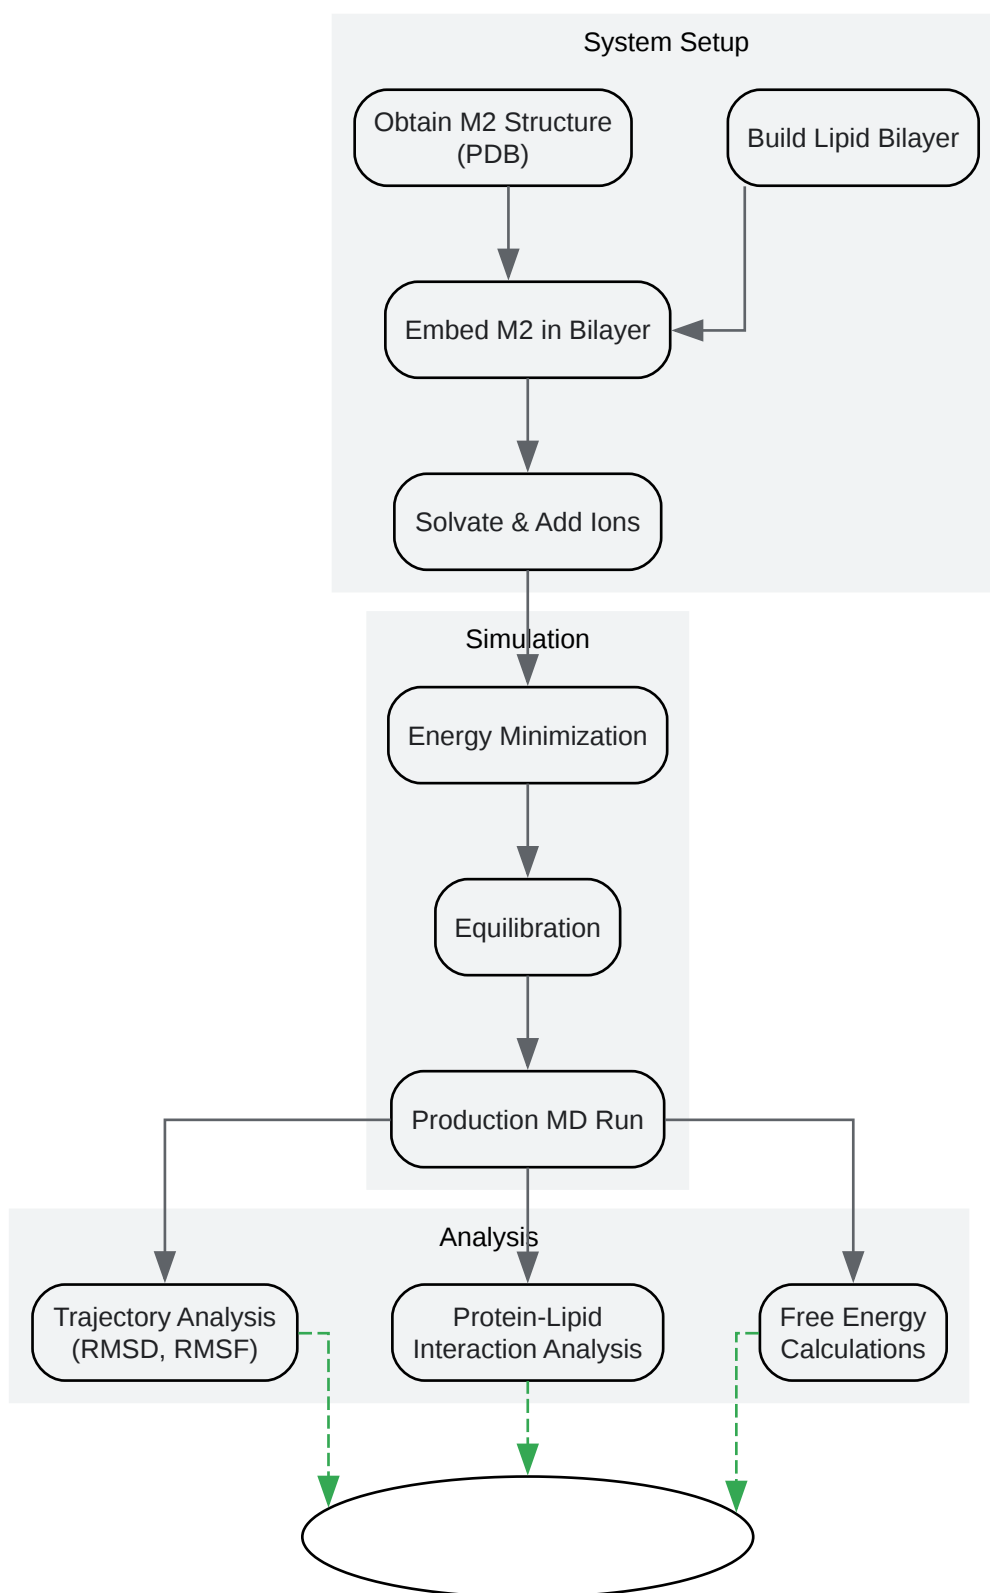 System Setup
Obtain M2 Structure
(PDB)
Build Lipid Bilayer
Embed M2 in Bilayer
Solvate & Add Ions
Simulation
Energy Minimization
Equilibration
Production MD Run
Analysis
Trajectory Analysis
(RMSD, RMSF)
Protein-Lipid
Interaction Analysis
Free Energy
Calculations